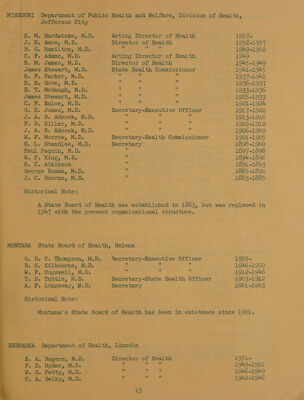 MISSOURI Department of Public Health and Welfare, Division of Health,
Jefferson City
H. M. Hardwicke, M.D. Acting Director of Health 1957-
J. R. Amos, M.D. Director of Health 1952-1957
B. G. Hamilton, M.D. " " " 1949-1952
C. F. Adams, M.D. Acting Director of Health 1949
R. M. James, M.D. Director of Health 1945-1949
James Stewart, M.D. State Health Commissioner 1941-1945
H. F. Parker, M.D. " " " 1937-1941
E. G. Gove, M.D. " " " 1936-1937
E. T. McGaugh, M.D. " " " 1933-1936
James Stewart, M.D. " " " 1925-1933
C. F. Enloe, M.D. " " " 1921-1924
G. H. Jones, M.D. Secretary-Executive Officer 1917-1920
J. A. B. Adcock, M.D. " " " 1913-1916
F. B. Hiller, M.D. " " " 1910-1912
J. A. B. Adcock, M.D. " " " 1906-1909
W. F. Morrow, M.D. Secretary-Health Commissioner 1901-1905
E. L. Standlee, M.D. Secretary 1898-1900
Paul Paquin, M.D. " 1897-1898
W. P. King, M.D. " 1894-1896
R. C. Atkinson " 1891-1893
George Homan, M.D. " 1885-1890
J. C. Hearne, M.D. " 1883-1885
Historical Note:
A State Board of Health was established in 1883, but was replaced in
1947 with the present organizational structure.
MONTANA State Board of Health, Helena
G. D. C. Thompson, M.D. Secretary-Executive Officer 1950-
B. K. Kilbourne, M.D. " " " 1946-1950
W. F. Cogswell, M.D. " " " 1912-1946
T. D. Tuttle, M.D. Secretary-State Health Officer 1903-1912
A. F. Longeway, M.D. Secretary 1901-1903
Historical Note:
Montana's State Board of Health has been in existence since 1901.
NEBRASKA Department of Health, Lincoln
E. A. Rogers, M.D. Director of Health 1951-
F. D. Ryder, M.D. " " " 1949-1951
W. S. Petty, M.D. " " " 1946-1949
C. A. Selby, M.D. " " " 1942-1946
13